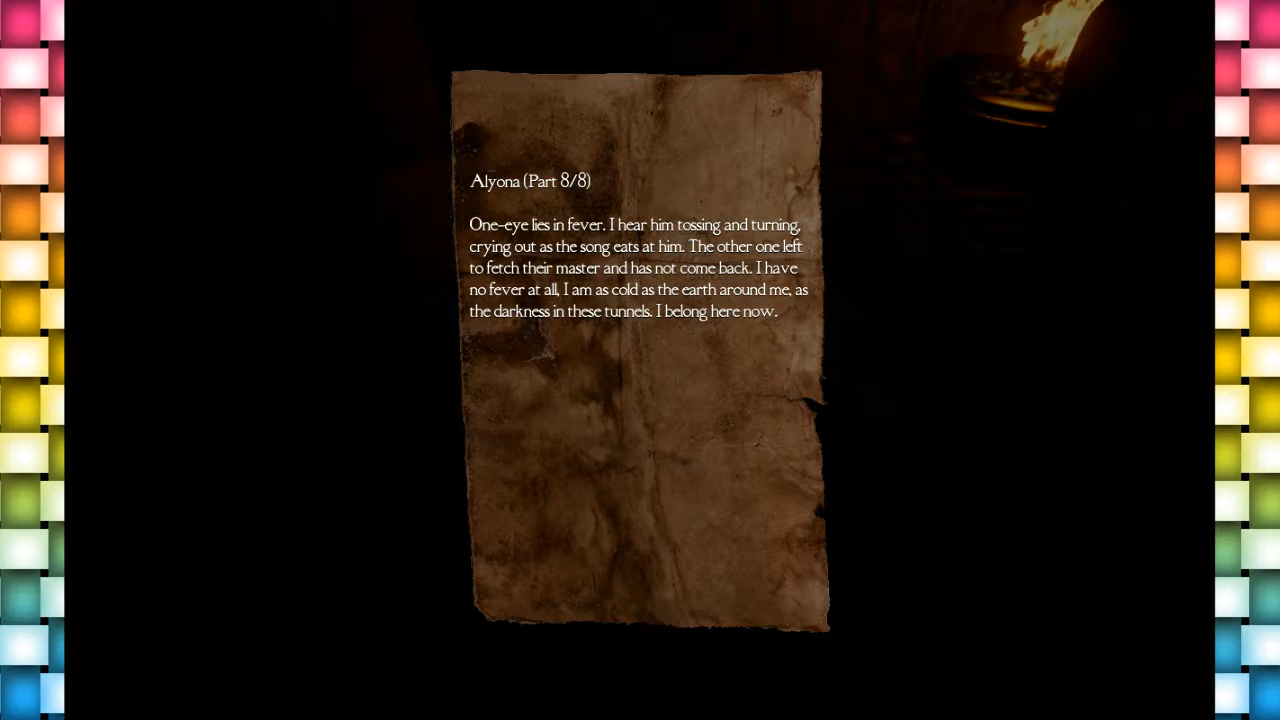 Alyona (Part 8/8)
One-eye lies in fever. I hear him tossing and turning,
crying out as the song eats at him. The other one left
to fetch their master and has not come back. I have
no fever at all, I am as cold as the earth around me, as
the darkness in these tunnels. I belong here now.